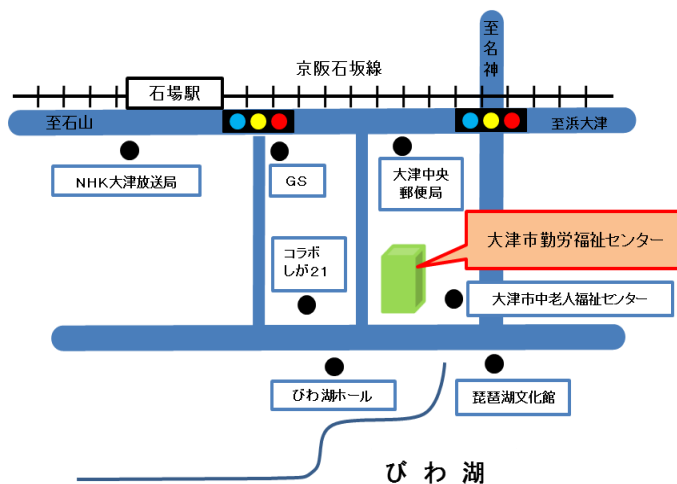 至名神
京阪石坂線
石場駅
至石山
至浜大津
NHK大津放送局
GS
大津中央
郵便局
大津市勤労福祉センター
コラボ
しが21
大津市中老人福祉センター
びわ湖ホール
琵琶湖文化館
びわ湖